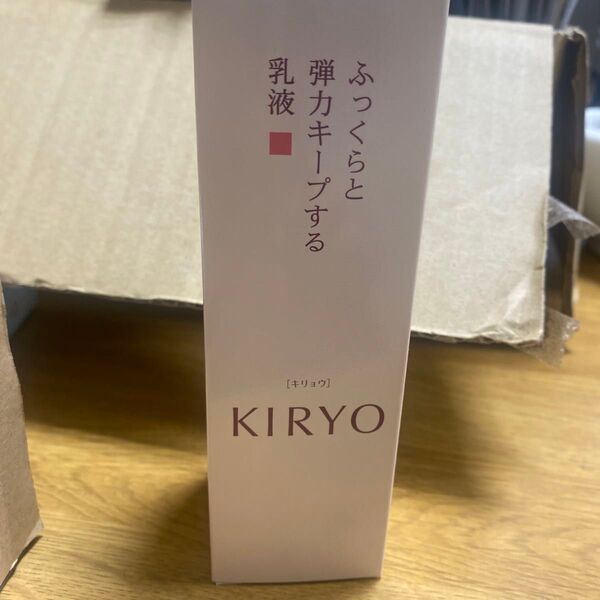 ふっくらと
弾力キープする
乳液
[キリョウ]
KIRYO